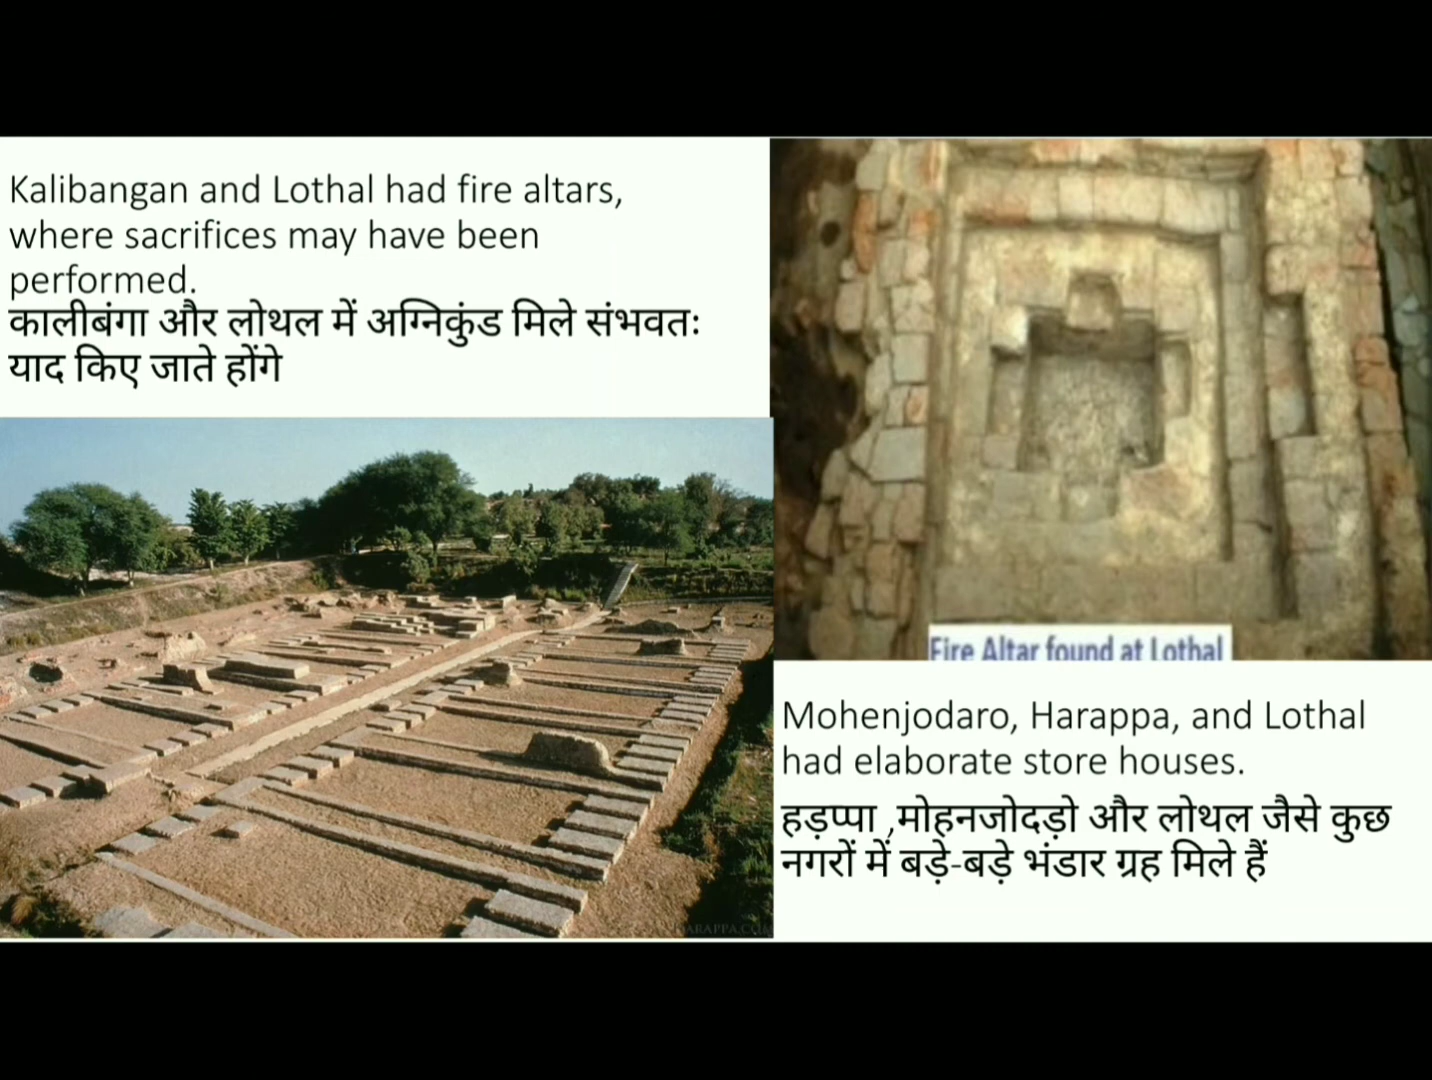 Kalibangan and Lothal had fire altars,
where sacrifices may have been
performed.
कालीबंगा और लोथल में अग्निकुंड मिले संभवतः
याद किए जाते होंगे
Fire Altar found at Lothal
Mohenjodaro, Harappa, and Lothal
had elaborate store houses.
हड़प्पा ,मोहनजोदड़ो और लोथल जैसे कुछ
नगरों में बड़े-बड़े भंडार ग्रह मिले हैं
HARAPPA.COM